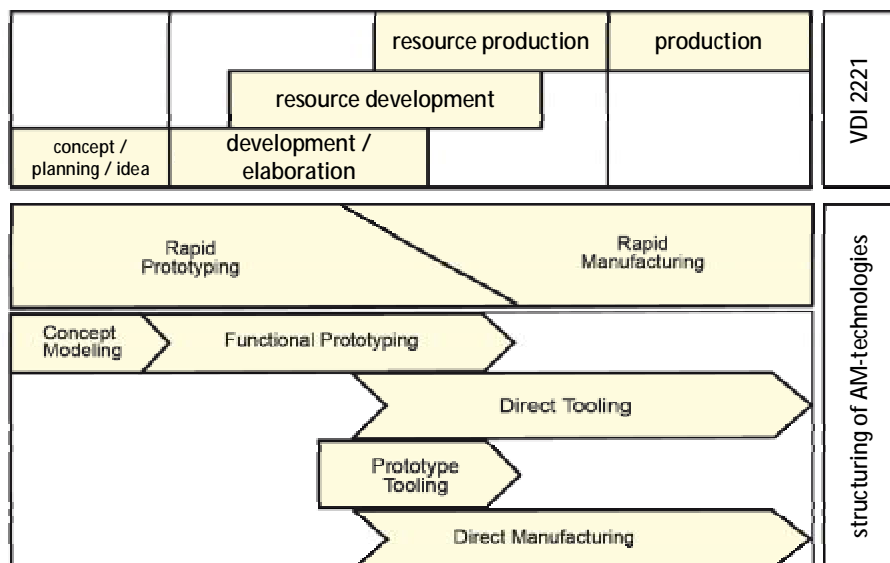 resource production
production
resource development
concept /
planning / idea
development /
elaboration
VDI 2221
Rapid
Prototyping
Rapid
Manufacturing
Concept
Modeling
Functional Prototyping
Direct Tooling
Prototype
Tooling
Direct Manufacturing
structuring of AM-technologies